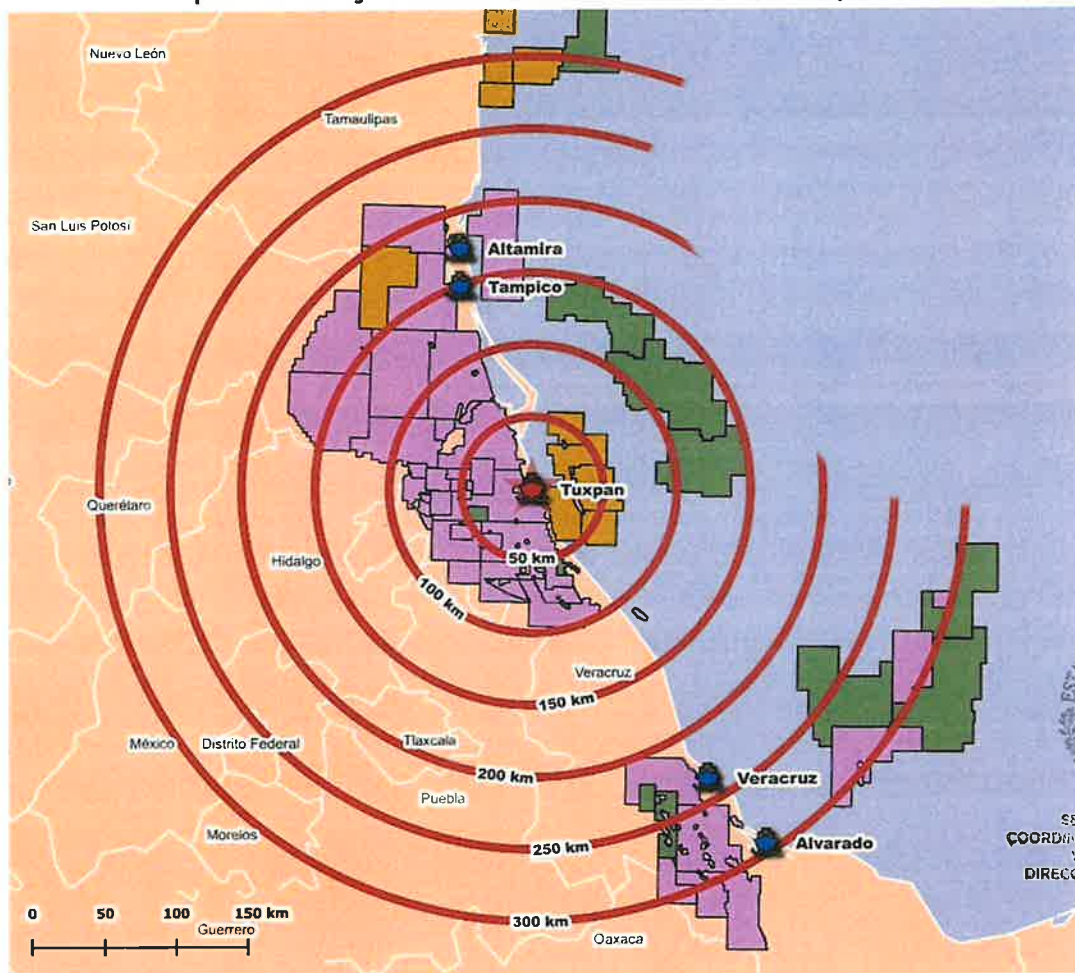 Nuevo León
Tamaulipas
San Luis Potosí
Altamira
Tampico
Tuxpan
Querétaro
50 km
Hidalgo
100 km
Veracruz
150 km
México
Distrito Federal
Tlaxcala
200 km
Veracruz
Puebla
Morelos
250 km
Alvarado
COORDI
DIREC
0 50 100 150 km
300 km
Guerrero
Oaxaca